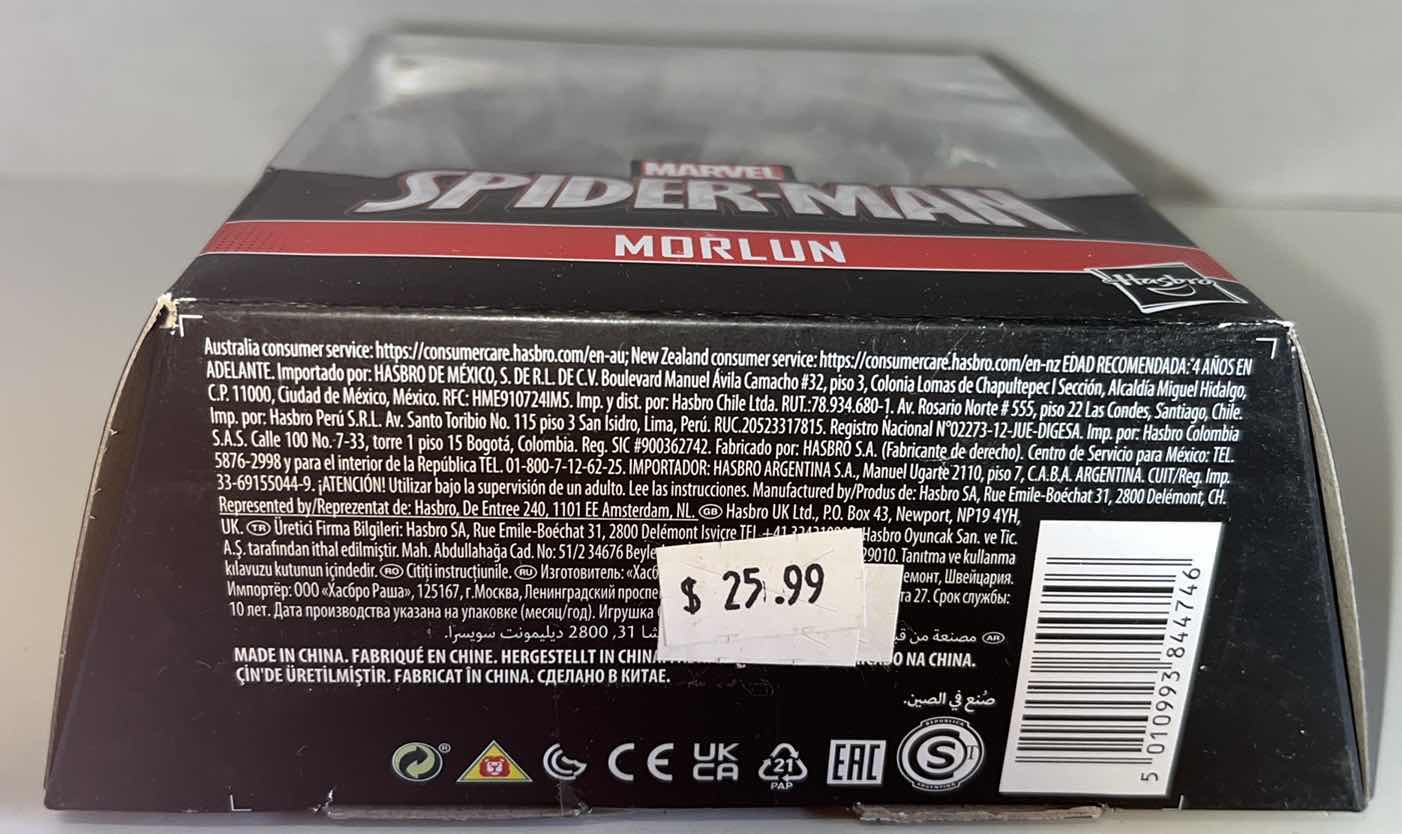 MARVEL
SPIDER-MAN
MORLUN
Hasbro
Australia consumer service: https://consumercare.hasbro.com/en-au; New Zealand consumer service: https://consumercare.hasbro.com/en-nz EDAD RECOMENDADA: 4 AÑOS EN
ADELANTE. Importado por: HASBRO DE MÉXICO, S. DE R.L. DE C.V. Boulevard Manuel Ávila Camacho #32, piso 3, Colonia Lomas de Chapultepec I Sección, Alcaldía Miguel Hidalgo,
C.P. 11000, Ciudad de México, México. RFC: HME910724IM5. Imp. y dist. por: Hasbro Chile Ltda. RUT.:78.934.680-1. Av. Rosario Norte # 555, piso 22 Las Condes, Santiago, Chile.
Imp. por: Hasbro Perú S.R.L. Av. Santo Toribio No. 115 piso 3 San Isidro, Lima, Perú. RUC.20523317815. Registro Nacional N°02273-12-JUE-DIGESA. Imp. por: Hasbro Colombia
S.A.S. Calle 100 No. 7-33, torre 1 piso 15 Bogotá, Colombia. Reg. SIC #900362742. Fabricado por: HASBRO S.A. (Fabricante de derecho). Centro de Servicio para México: TEL.
5876-2998 y para el interior de la República TEL. 01-800-7-12-62-25. IMPORTADOR: HASBRO ARGENTINA S.A., Manuel Ugarte 2110, piso 7, C.A.B.A. ARGENTINA. CUIT/Reg. Imp.
33-69155044-9. ¡ATENCIÓN! Utilizar bajo la supervisión de un adulto. Lee las instrucciones. Manufactured by/Produs de: Hasbro SA, Rue Emile-Boéchat 31, 2800 Delémont, CH.
Represented by/Reprezentat de: Hasbro, De Entree 240, 1101 EE Amsterdam, NL. GB Hasbro UK Ltd., P.O. Box 43, Newport, NP19 4YH,
UK. TR Üretici Firma Bilgileri: Hasbro SA, Rue Emile-Boéchat 31, 2800 Delémont Isvicre TEL Hasbro Oyuncak San. ve Tic.
A.Ş. tarafından ithal edilmiştir. Mah. Abdullahağa Cad. No: 51/2 34676 Beyle 29010. Tanıtma ve kullanma
kılavuzu kutunun içindedir. RO Citiți instrucțiunile. RU Изготовитель: «Хасб емонт, Швейцария.
Импортёр: ООО «Хасбро Раша», 125167, г.Москва, Ленинградский проспе та 27. Срок службы:
10 лет. Дата производства указана на упаковке (месяц/год). Игрушка
AR مصنعة من قب شا 31, 2800 ديليمونت سويسرا.
$ 25.99
MADE IN CHINA. FABRIQUÉ EN CHINE. HERGESTELLT IN CHINA. O NA CHINA.
ÇİN'DE ÜRETİLMİŞTİR. FABRICAT ÎN CHINA. СДЕЛАНО В КИТАЕ.
صُنع في الصين.
CE UK CA 21 PAP EAC S
5 010993 844746